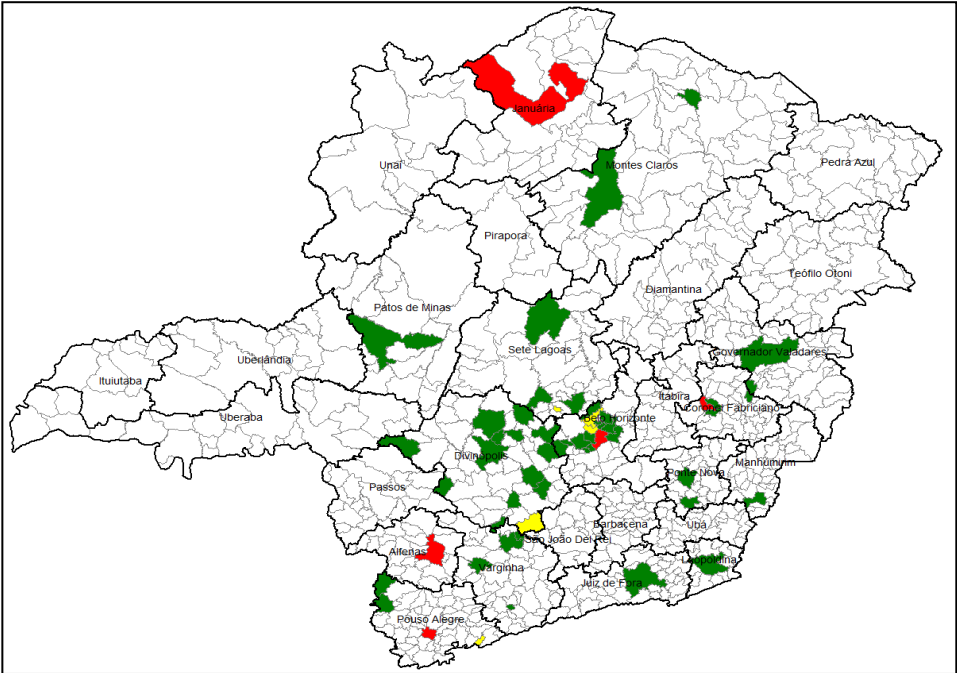 Januária
Unaí
Montes Claros
Pedra Azul
Pirapora
Teófilo Otoni
Diamantina
Patos de Minas
Sete Lagoas
Governador Valadares
Uberlândia
Ituiutaba
Itabira
Coronel Fabriciano
Uberaba
Belo Horizonte
Divinópolis
Manhumirim
Ponte Nova
Passos
Barbacena
Ubá
São João Del Rei
Alfenas
Leopoldina
Varginha
Juiz de Fora
Pouso Alegre